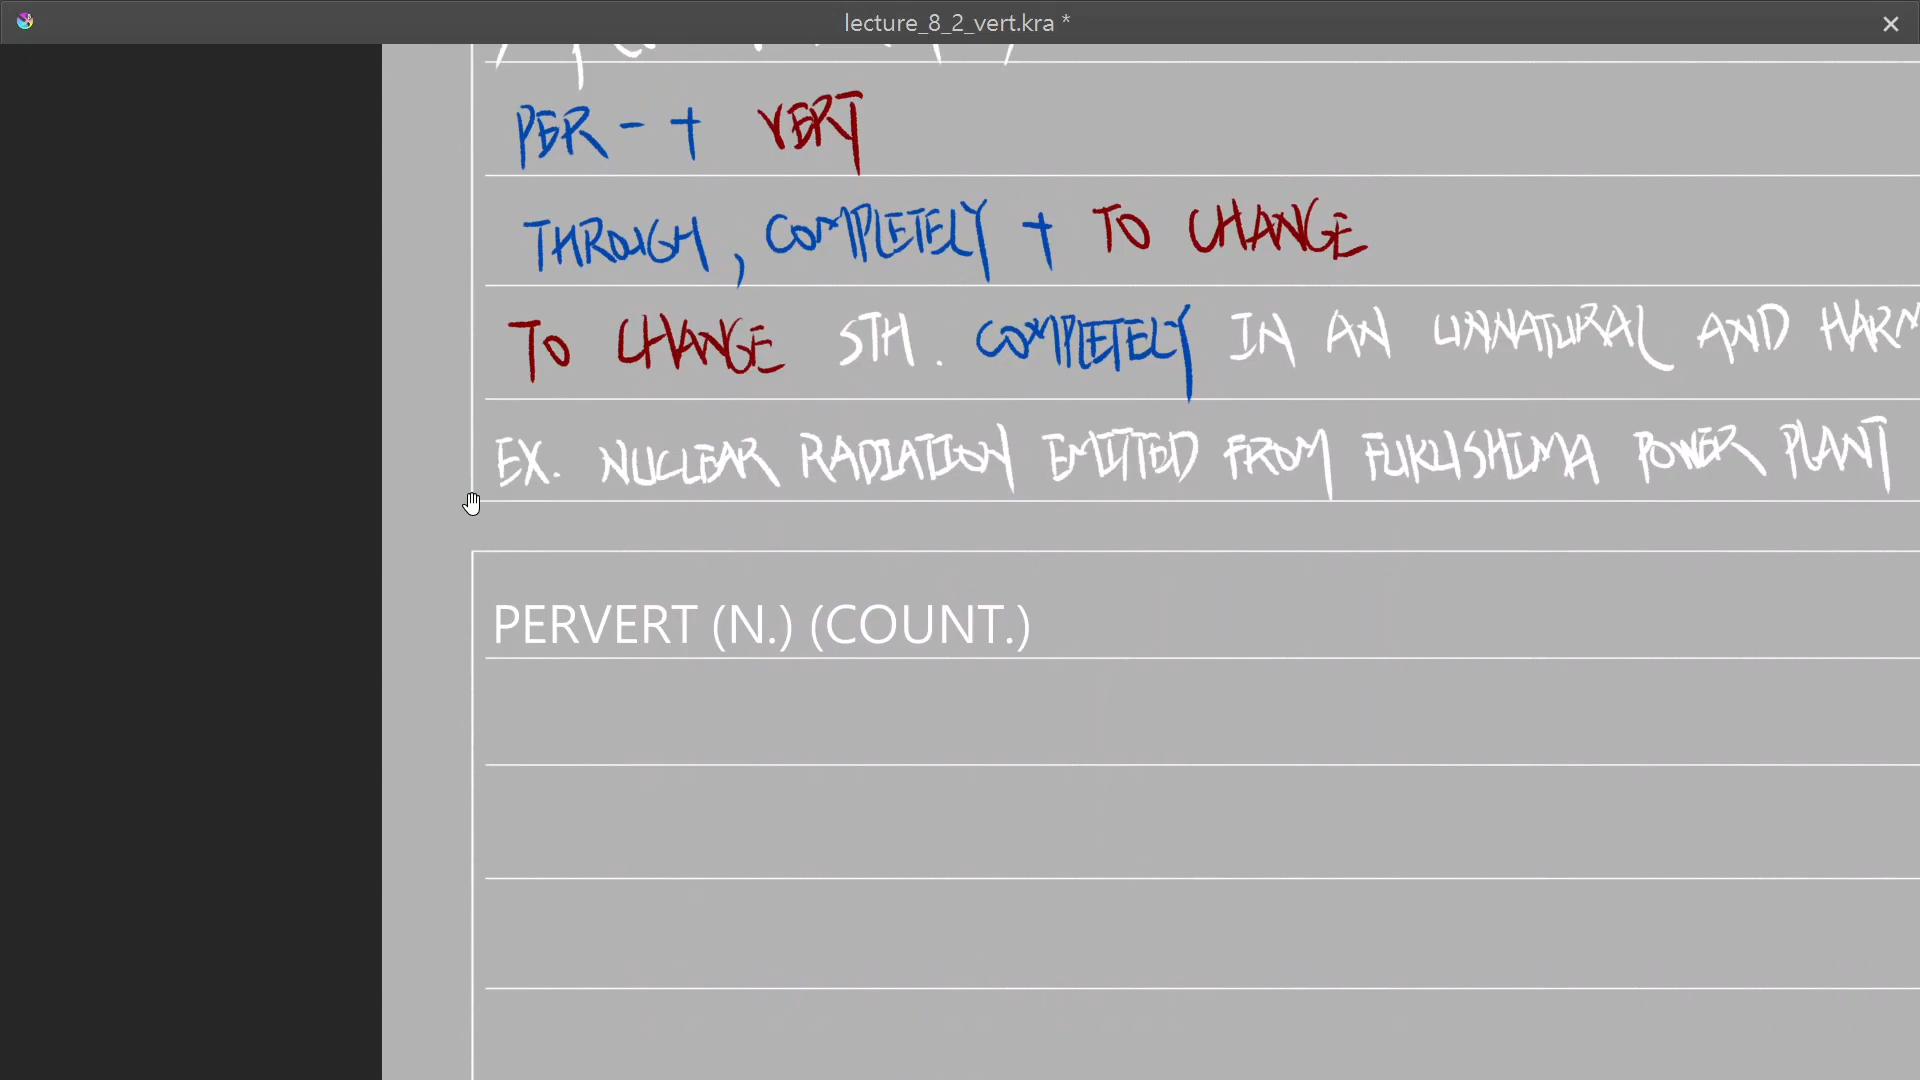 lecture_8_2_vert.kra *
PER - + VERT
THROUGH, COMPLETELY + TO CHANGE
TO CHANGE STH. COMPLETELY IN AN UNNATURAL AND HARM
EX. NUCLEAR RADIATION EMITTED FROM FUKUSHIMA POWER PLANT
PERVERT (N.) (COUNT.)